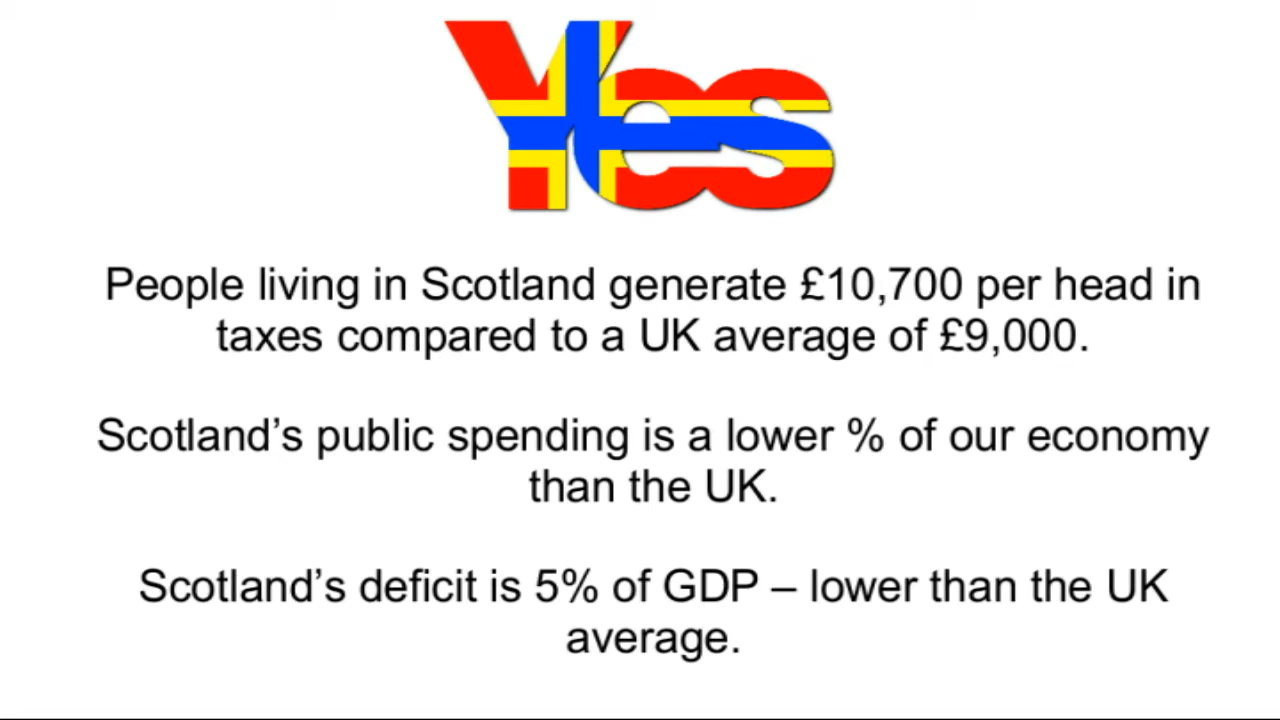 Yes
People living in Scotland generate £10,700 per head in
taxes compared to a UK average of £9,000.
Scotland’s public spending is a lower % of our economy
than the UK.
Scotland’s deficit is 5% of GDP – lower than the UK
average.